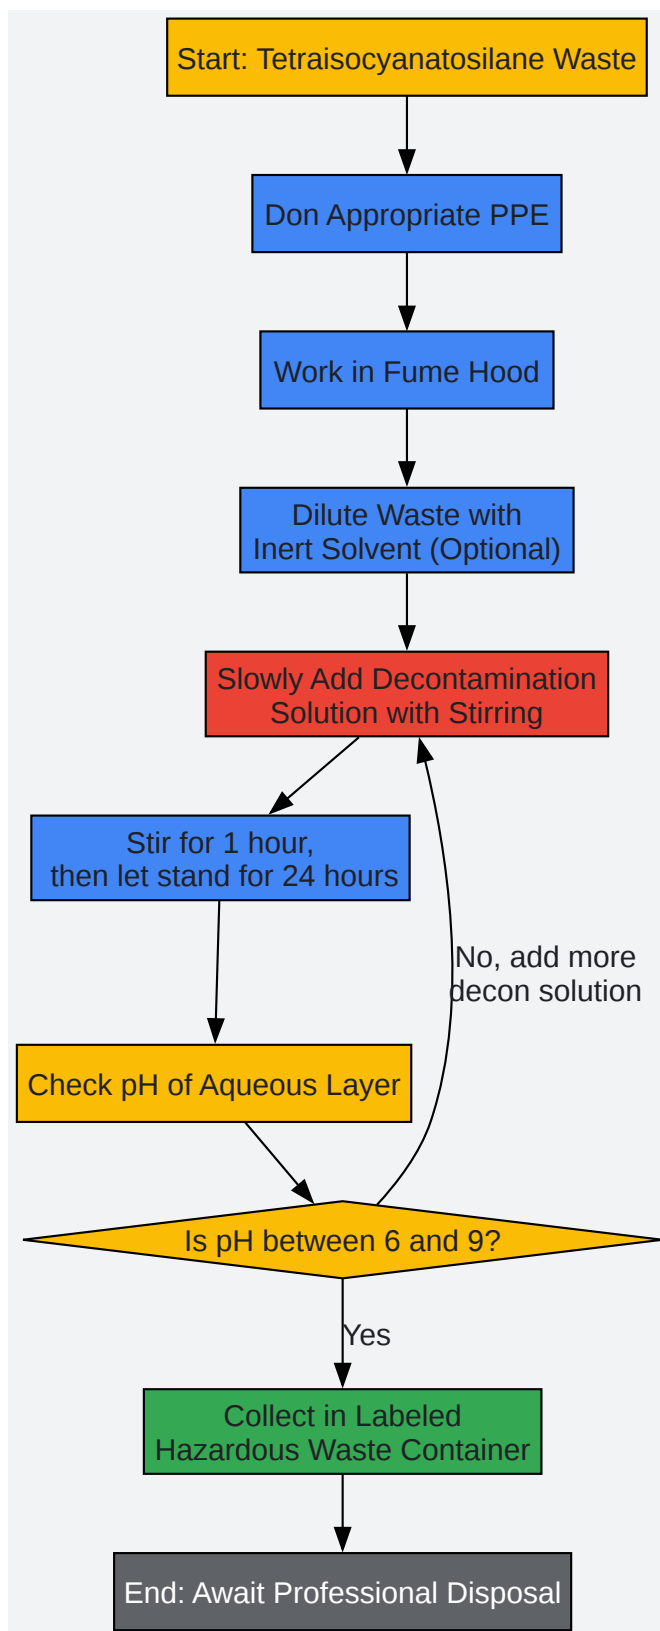 Start: Tetraisocyanatosilane Waste
Don Appropriate PPE
Work in Fume Hood
Dilute Waste with
Inert Solvent (Optional)
Slowly Add Decontamination
Solution with Stirring
Stir for 1 hour,
then let stand for 24 hours
No, add more
decon solution
Check pH of Aqueous Layer
Is pH between 6 and 9?
Yes
Collect in Labeled
Hazardous Waste Container
End: Await Professional Disposal